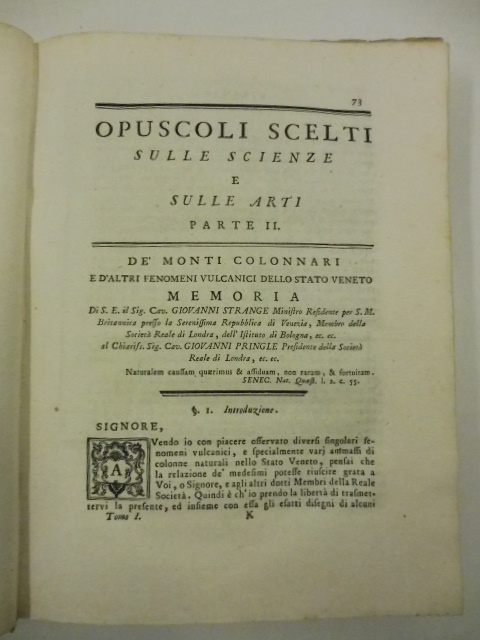 73
OPUSCOLI SCELTI
SULLE SCIENZE
E
SULLE ARTI
PARTE II.
DE' MONTI COLONNARI
E D'ALTRI FENOMENI VULCANICI DELLO STATO VENETO
MEMORIA
Di S. E. il Sig. Cav. GIOVANNI STRANGE Ministro Residente per S. M.
Britannica presso la Serenissima Repubblica di Venezia, Membro della
Società Reale di Londra, dell' Istituto di Bologna, ec. ec.
al Chiariss. Sig. Cav. GIOVANNI PRINGLE Presidente della Società
Reale di Londra, ec. ec.
Naturalem caussam quærimus & assiduam, non raram, & fortuitam.
SENEC. Nat. Quæst. l. 2. c. 55.
§. 1. Introduzione.
SIGNORE,
AVendo io con piacere osservato diversi singolari fe-
nomeni vulcanici, e specialmente varj ammassi di
colonne naturali nello Stato Veneto, pensai che
la relazione de' medesimi potesse riuscire grata a
Voi, o Signore, e agli altri dotti Membri della Reale
Società. Quindi è ch' io prendo la libertà di trasmet-
tervi la presente, ed insieme con essa gli esatti disegni di alcuni
Tomo I. K